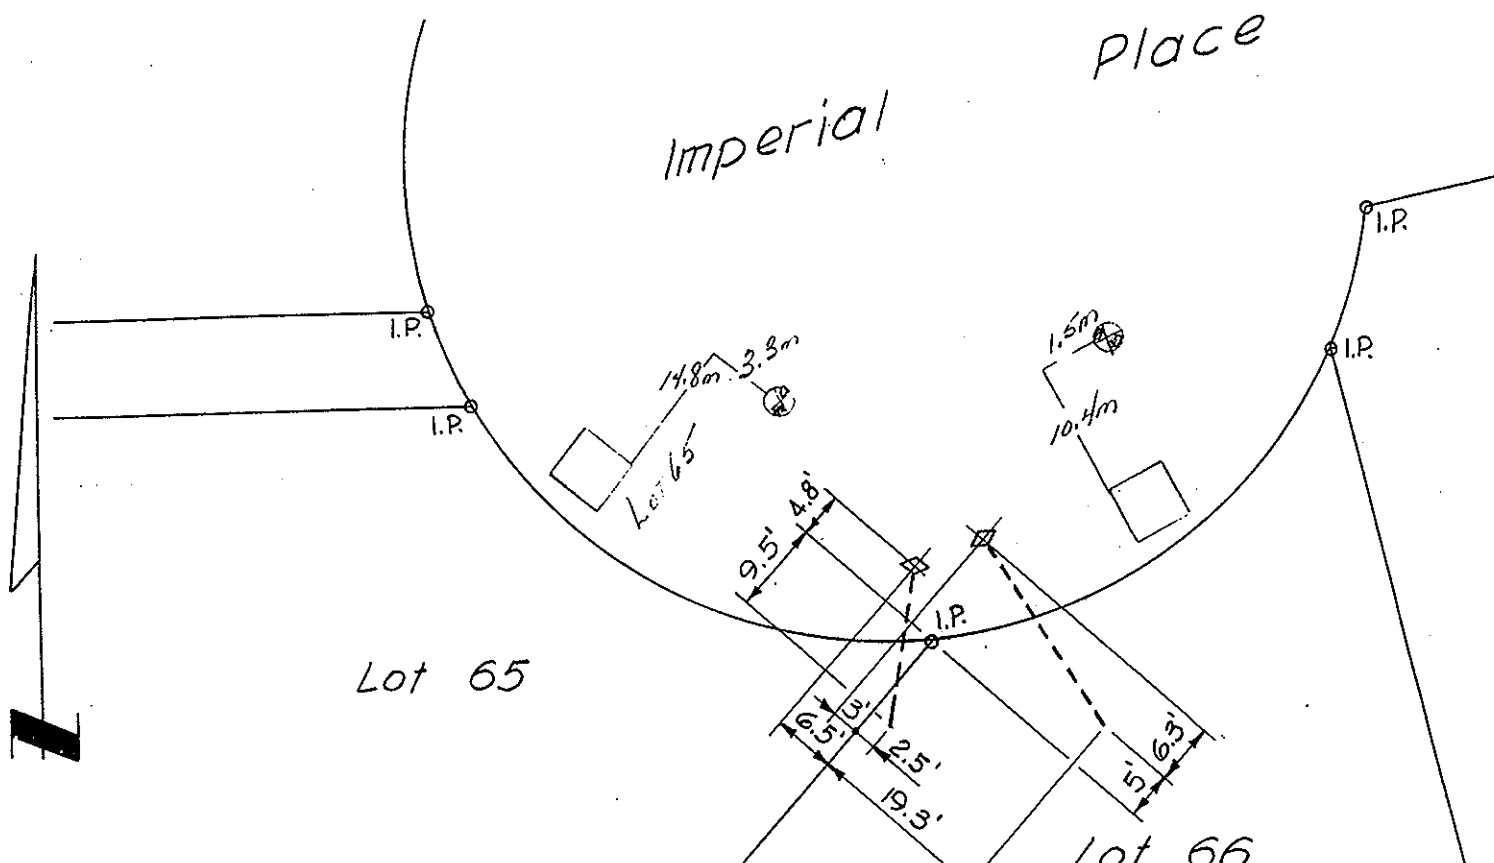 Place
Imperial
I.P.
1.5m
I.P.
I.P.
14.8m 3.3m
I.P.
10.4m
Lot 65
4.8'
9.5'
I.P.
Lot 65
3'
6.5'
2.5'
6.3'
5'
19.3'
Lot 66